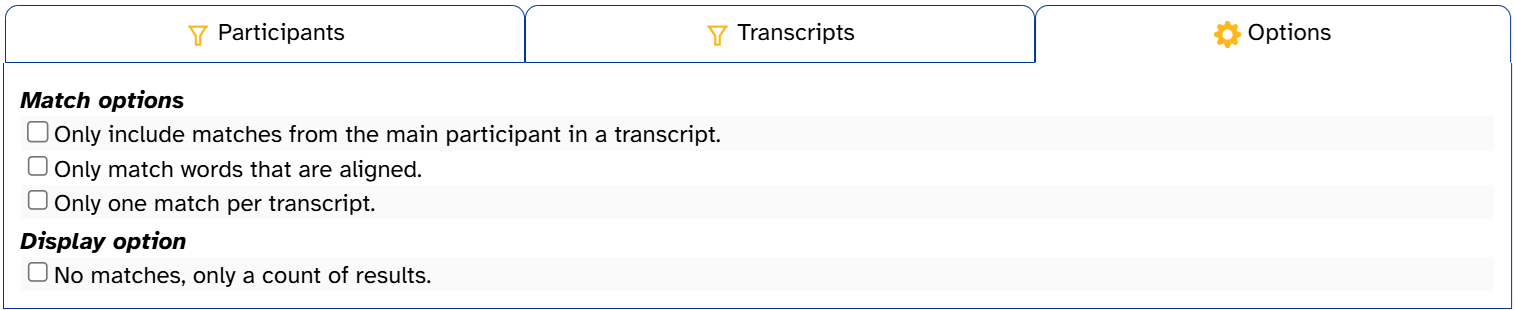 Participants
Transcripts
Options
Match options
Only include matches from the main participant in a transcript.
Only match words that are aligned.
Only one match per transcript.
Display option
No matches, only a count of results.